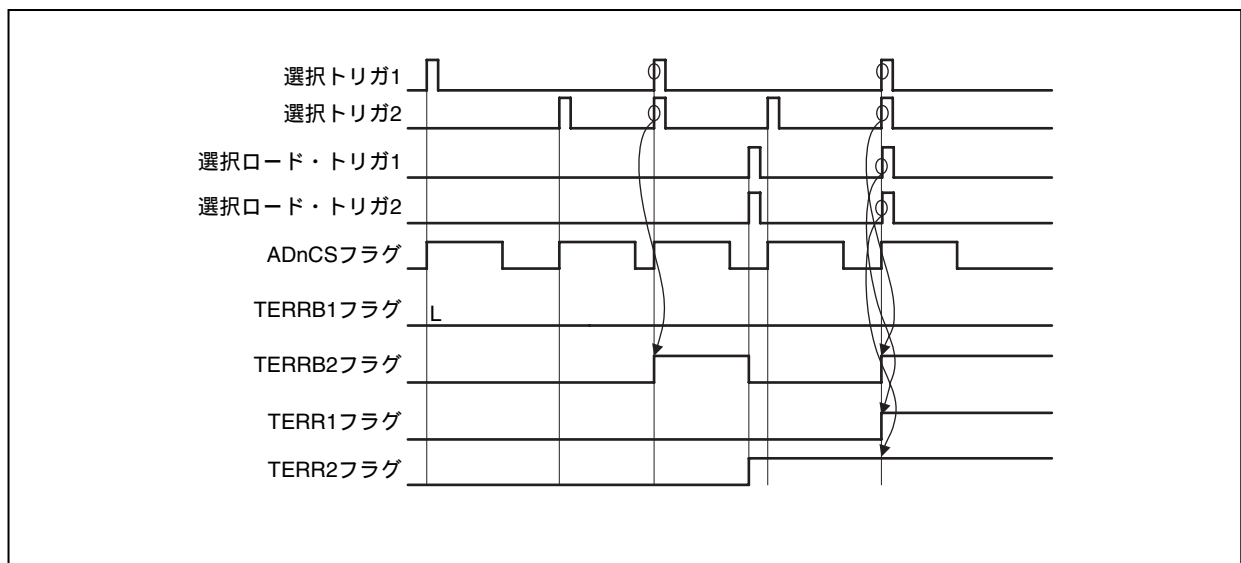 選択トリガ1
選択トリガ2
選択ロード・トリガ1
選択ロード・トリガ2
ADnCSフラグ
TERRB1フラグ
L
TERRB2フラグ
TERR1フラグ
TERR2フラグ